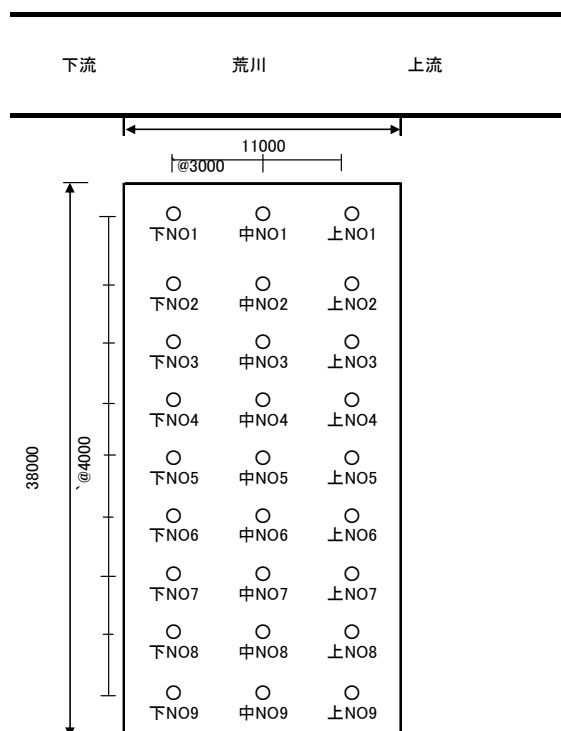 下流 荒川 上流
11000
`@3000
下NO1 中NO1 上NO1
下NO2 中NO2 上NO2
下NO3 中NO3 上NO3
下NO4 中NO4 上NO4
38000
`@4000
下NO5 中NO5 上NO5
下NO6 中NO6 上NO6
下NO7 中NO7 上NO7
下NO8 中NO8 上NO8
下NO9 中NO9 上NO9